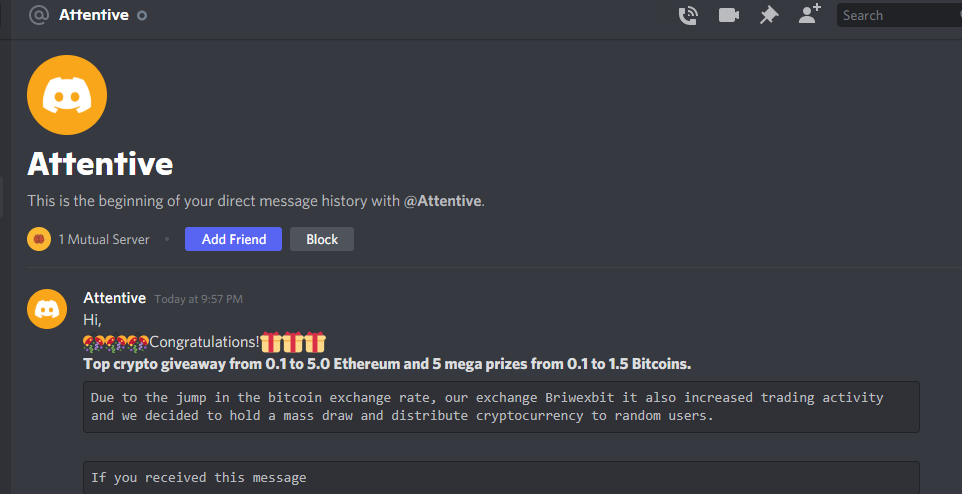 Attentive
Search
Attentive
This is the beginning of your direct message history with @Attentive.
1 Mutual Server
Add Friend
Block
Attentive Today at 9:57 PM
Hi,
Congratulations!
Top crypto giveaway from 0.1 to 5.0 Ethereum and 5 mega prizes from 0.1 to 1.5 Bitcoins.
Due to the jump in the bitcoin exchange rate, our exchange Briwexbit it also increased trading activity
and we decided to hold a mass draw and distribute cryptocurrency to random users.
If you received this message